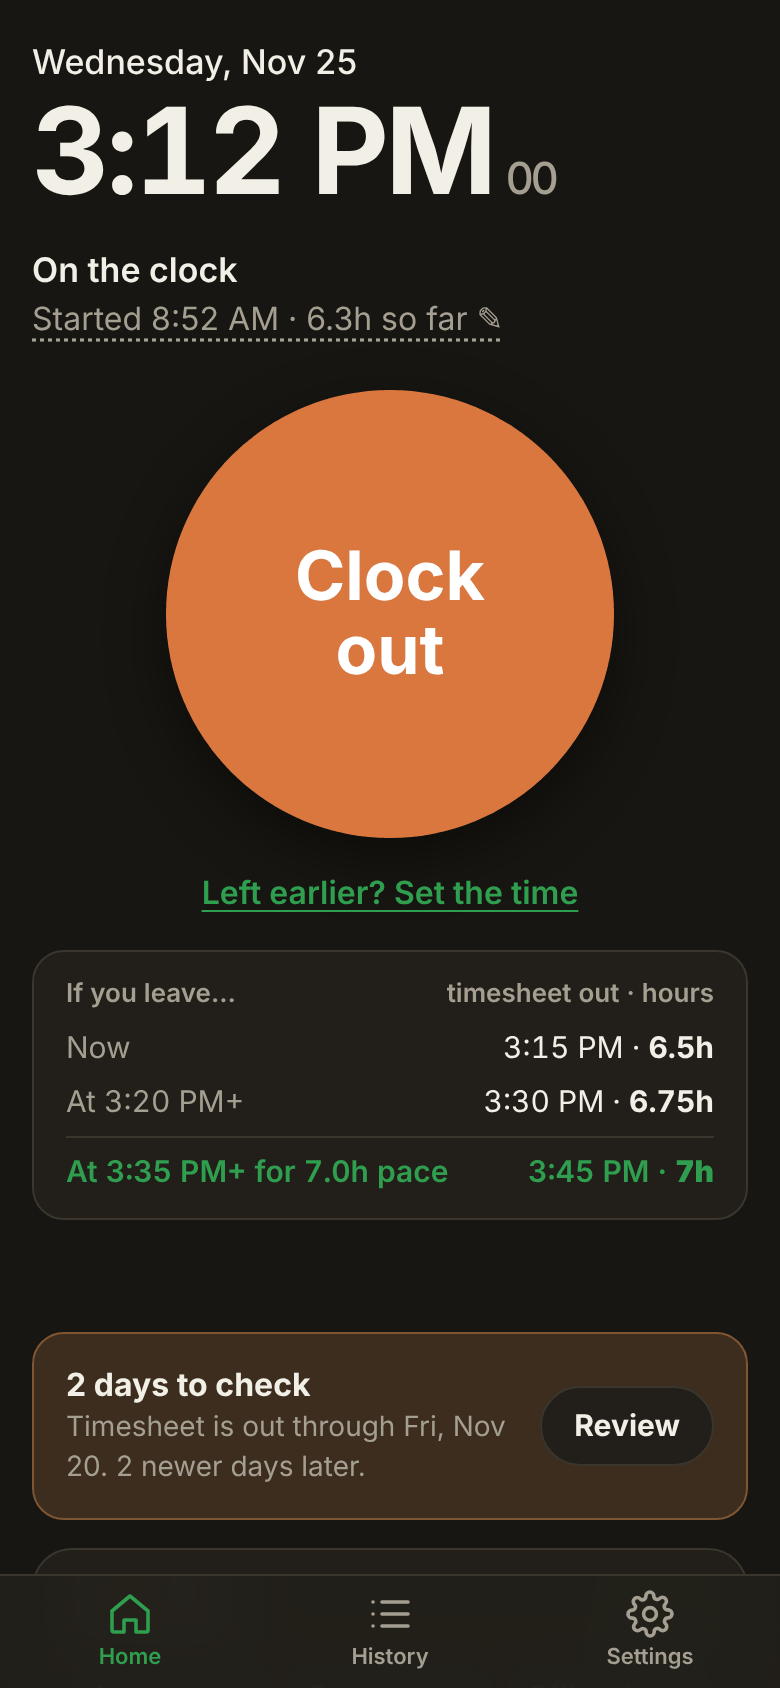 Wednesday, Nov 25
3:12 PM 00
On the clock
Started 8:52 AM · 6.3h so far ✎
Clock
out
Left earlier? Set the time
If you leave... timesheet out · hours
Now 3:15 PM · 6.5h
At 3:20 PM+ 3:30 PM · 6.75h
At 3:35 PM+ for 7.0h pace 3:45 PM · 7h
2 days to check
Timesheet is out through Fri, Nov
20. 2 newer days later.
Review
Home History Settings